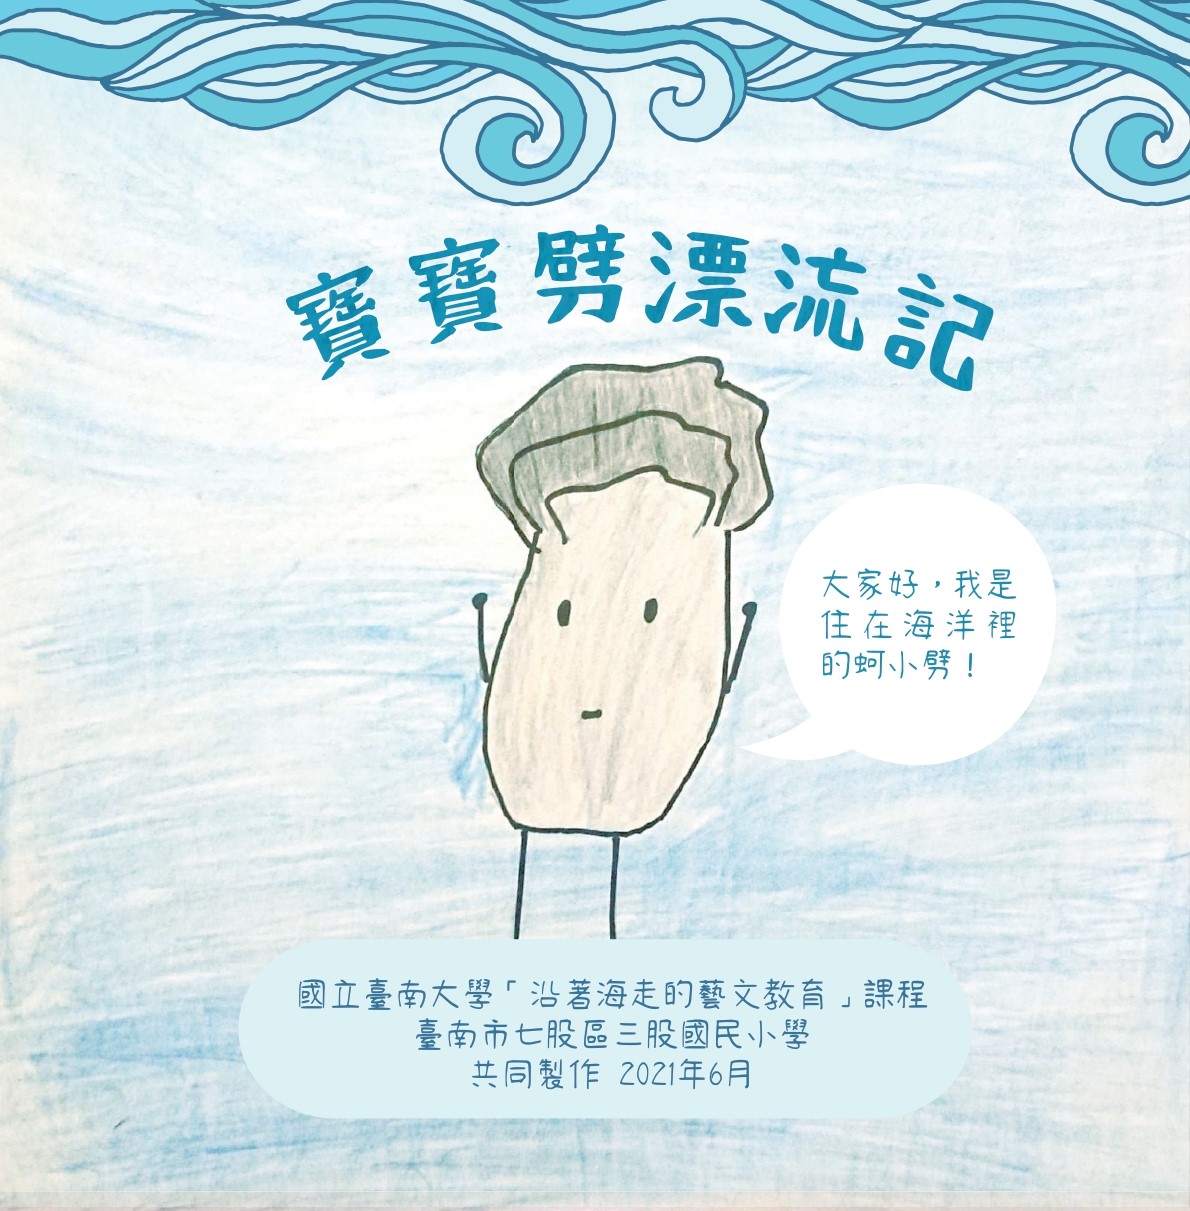 寶寶劈漂流記
大家好，我是
住在海洋裡
的蚵小劈！
國立臺南大學「沿著海走的藝文教育」課程
臺南市七股區三股國民小學
共同製作 2021年6月